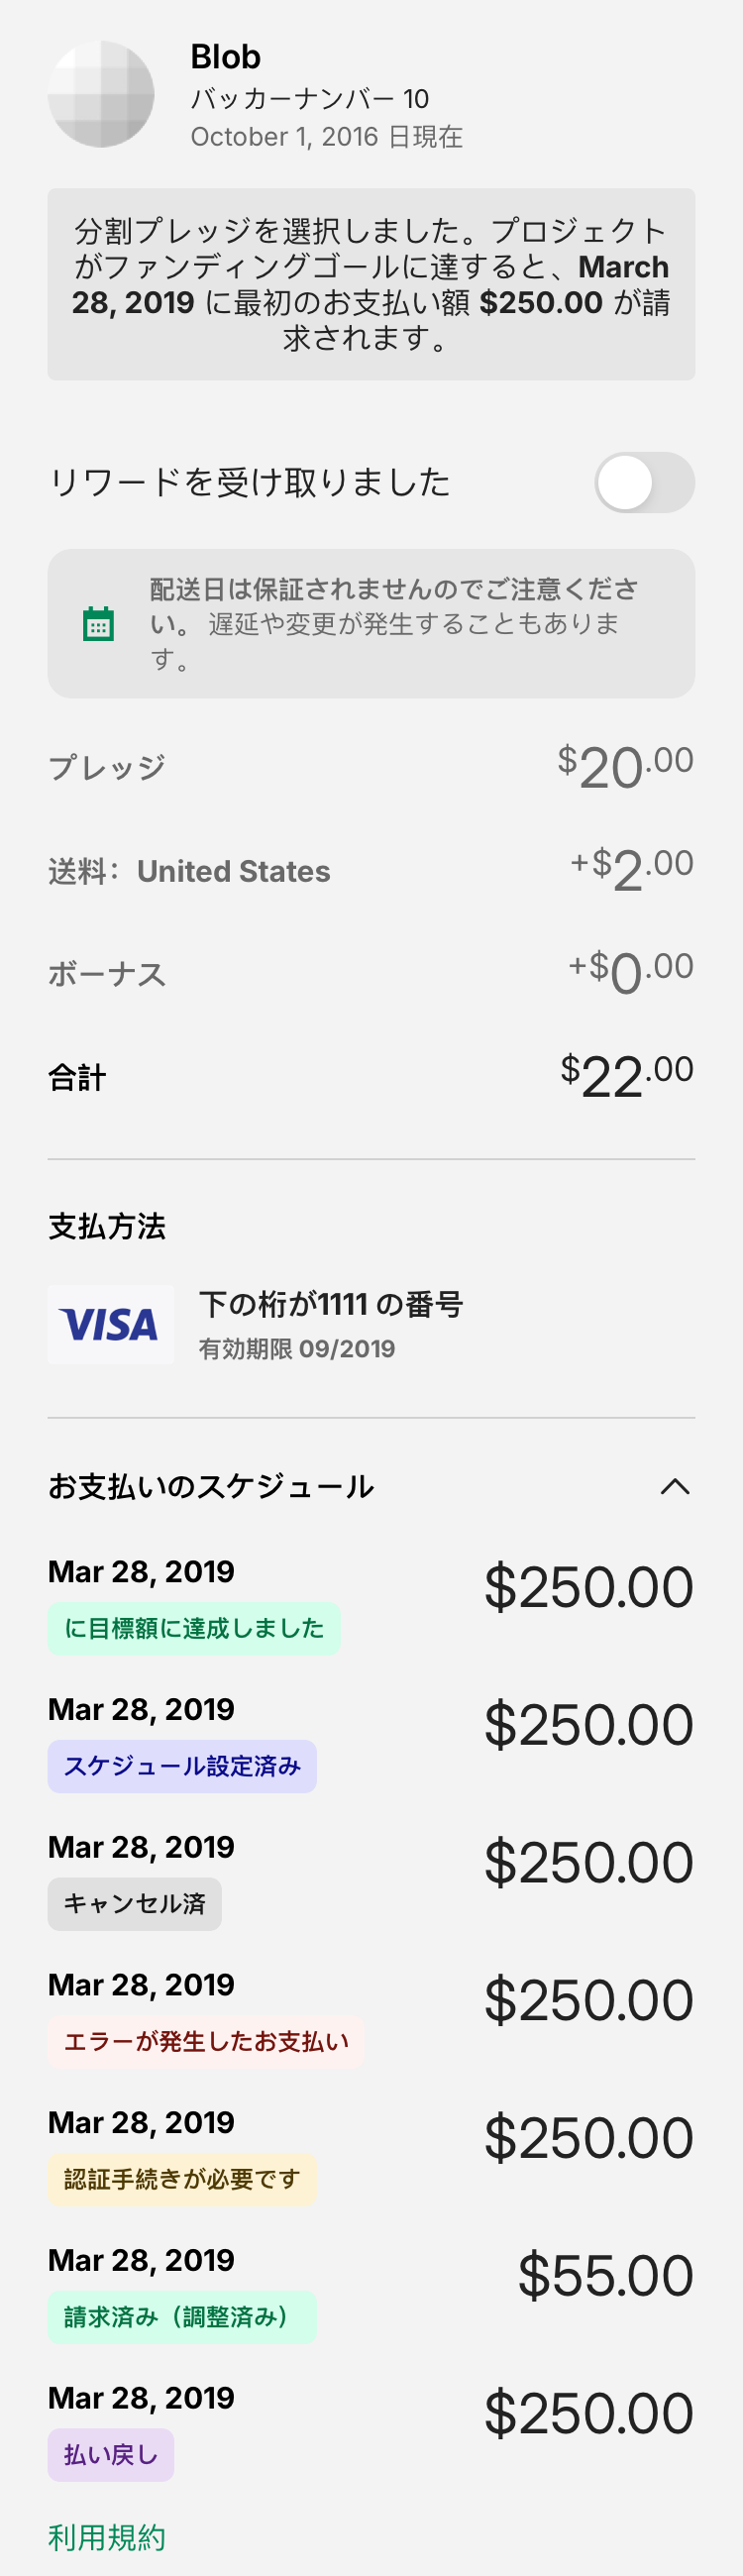 Blob
バッカーナンバー 10
October 1, 2016 日現在
分割プレッジを選択しました。プロジェクト
がファンディングゴールに達すると、March
28, 2019 に最初のお支払い額 $250.00 が請
求されます。
リワードを受け取りました
配送日は保証されませんのでご注意くださ
い。 遅延や変更が発生することもありま
す。
プレッジ $20.00
送料： United States +$2.00
ボーナス +$0.00
合計 $22.00
支払方法
VISA
下の桁が1111 の番号
有効期限 09/2019
お支払いのスケジュール
Mar 28, 2019 $250.00
に目標額に達成しました
Mar 28, 2019 $250.00
スケジュール設定済み
Mar 28, 2019 $250.00
キャンセル済
Mar 28, 2019 $250.00
エラーが発生したお支払い
Mar 28, 2019 $250.00
認証手続きが必要です
Mar 28, 2019 $55.00
請求済み（調整済み）
Mar 28, 2019 $250.00
払い戻し
利用規約